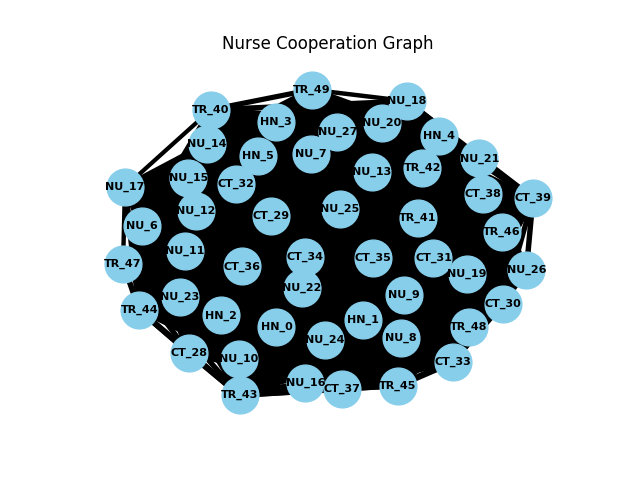 Nurse Cooperation Graph
TR_49
TR_40
NU_18
HN_3
NU_20
NU_27
HN_4
NU_14
NU_7
HN_5
NU_21
TR_42
NU_13
NU_15
CT_32
NU_17
CT_38
CT_39
NU_25
NU_12
CT_29
TR_41
NU_6
TR_46
NU_11
CT_34
CT_35
CT_31
TR_47
CT_36
NU_26
NU_19
NU_22
NU_9
NU_23
CT_30
TR_44
HN_2
HN_1
HN_0
TR_48
NU_8
NU_24
CT_28
NU_10
CT_33
NU_16
TR_45
CT_37
TR_43